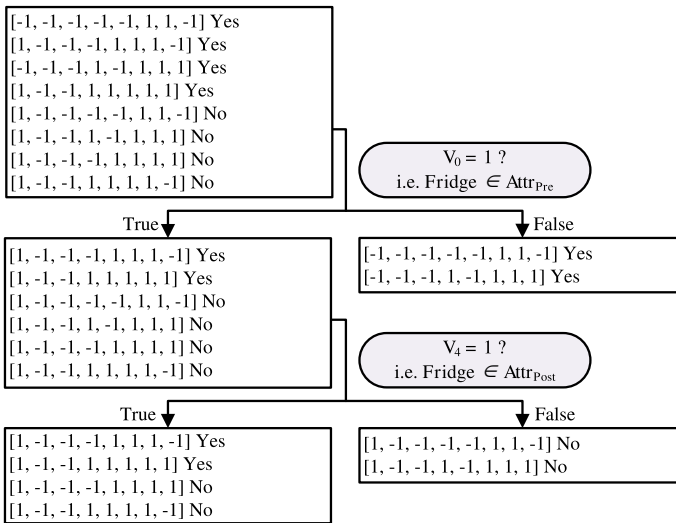 [-1, -1, -1, -1, -1, 1, 1, -1] Yes
[1, -1, -1, -1, 1, 1, 1, -1] Yes
[-1, -1, -1, 1, -1, 1, 1, 1] Yes
[1, -1, -1, 1, 1, 1, 1, 1] Yes
[1, -1, -1, -1, -1, 1, 1, -1] No
[1, -1, -1, 1, -1, 1, 1, 1] No
[1, -1, -1, -1, 1, 1, 1, 1] No
[1, -1, -1, 1, 1, 1, 1, -1] No
V0 = 1 ?
i.e. Fridge ∈ AttrPre
True
False
[1, -1, -1, -1, 1, 1, 1, -1] Yes
[1, -1, -1, 1, 1, 1, 1, 1] Yes
[1, -1, -1, -1, -1, 1, 1, -1] No
[1, -1, -1, 1, -1, 1, 1, 1] No
[1, -1, -1, -1, 1, 1, 1, 1] No
[1, -1, -1, 1, 1, 1, 1, -1] No
[-1, -1, -1, -1, -1, 1, 1, -1] Yes
[-1, -1, -1, 1, -1, 1, 1, 1] Yes
V4 = 1 ?
i.e. Fridge ∈ AttrPost
True
False
[1, -1, -1, -1, 1, 1, 1, -1] Yes
[1, -1, -1, 1, 1, 1, 1, 1] Yes
[1, -1, -1, -1, 1, 1, 1, 1] No
[1, -1, -1, 1, 1, 1, 1, -1] No
[1, -1, -1, -1, -1, 1, 1, -1] No
[1, -1, -1, 1, -1, 1, 1, 1] No